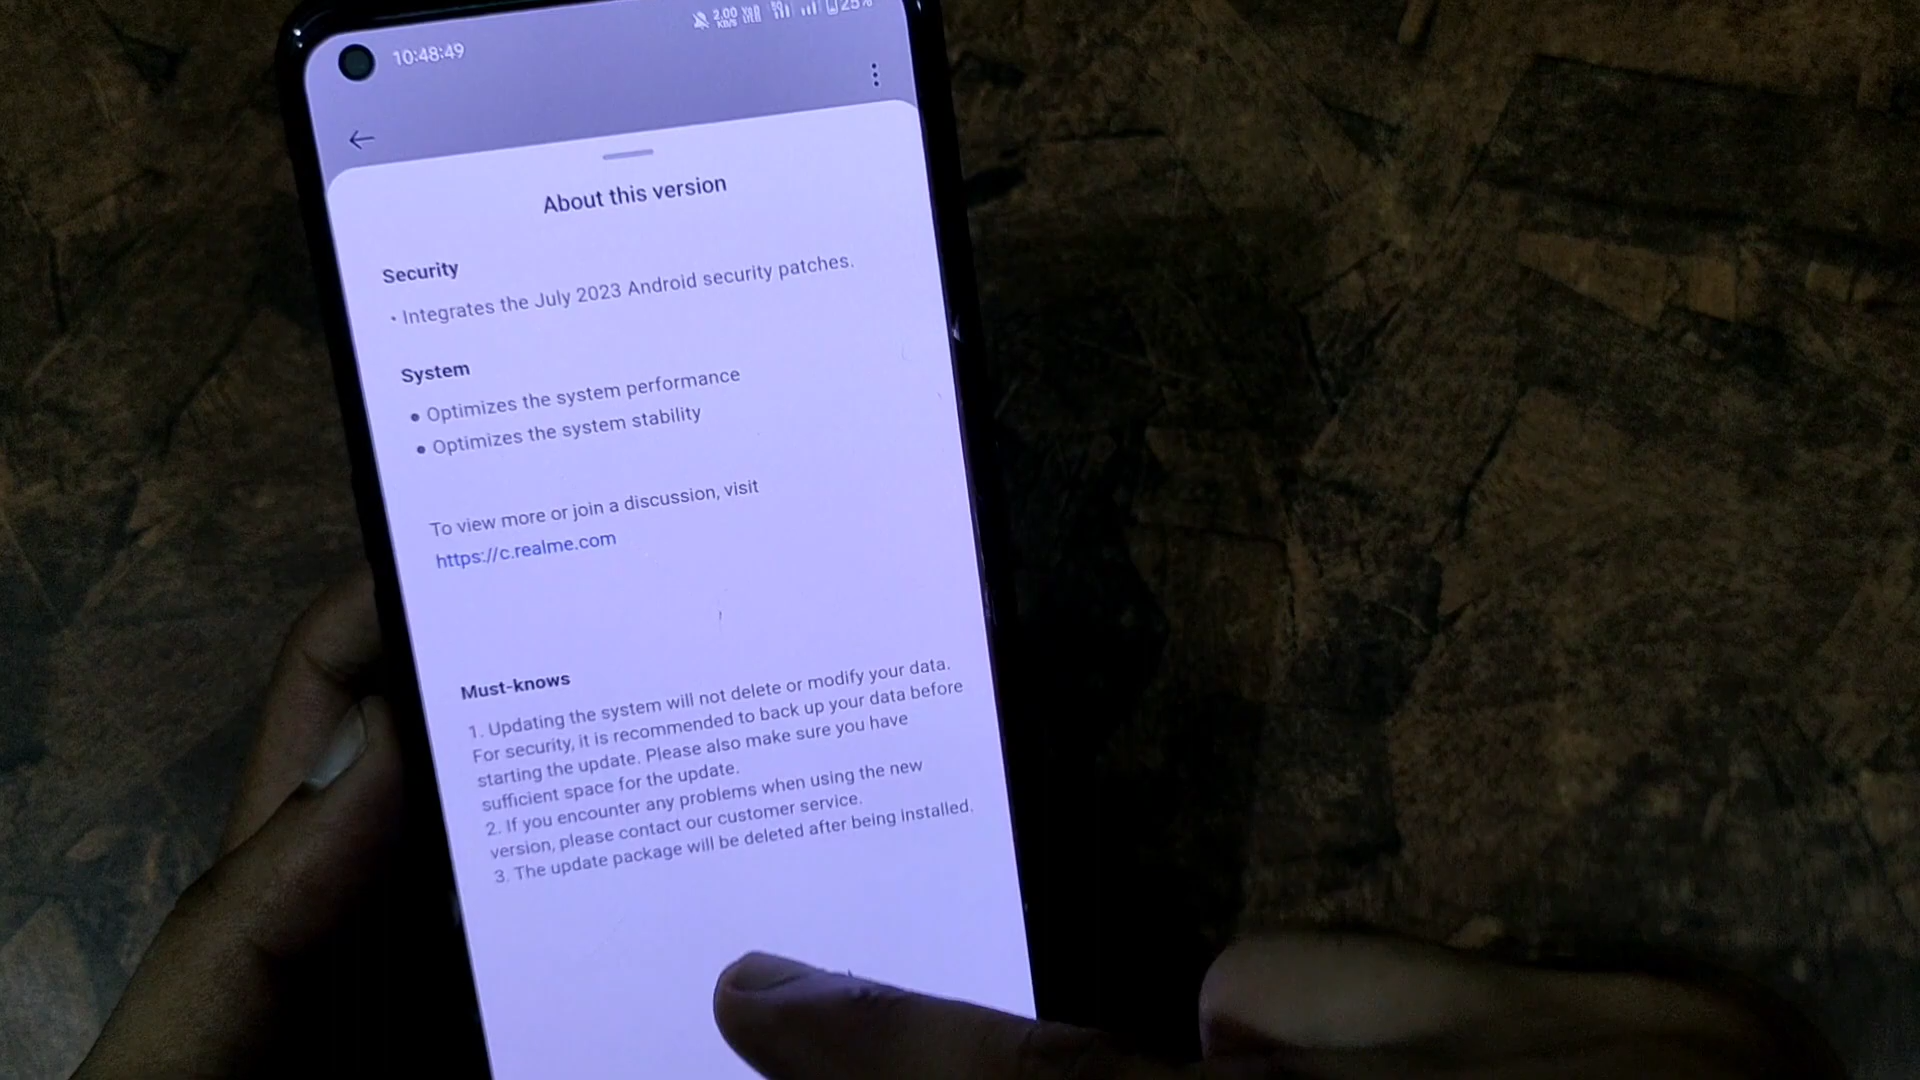 10:48:49
2.00 KB/S 5G 25%
About this version
Security
• Integrates the July 2023 Android security patches.
System
● Optimizes the system performance
● Optimizes the system stability
To view more or join a discussion, visit
https://c.realme.com
Must-knows
1. Updating the system will not delete or modify your data.
For security, it is recommended to back up your data before
starting the update. Please also make sure you have
sufficient space for the update.
2. If you encounter any problems when using the new
version, please contact our customer service.
3. The update package will be deleted after being installed.